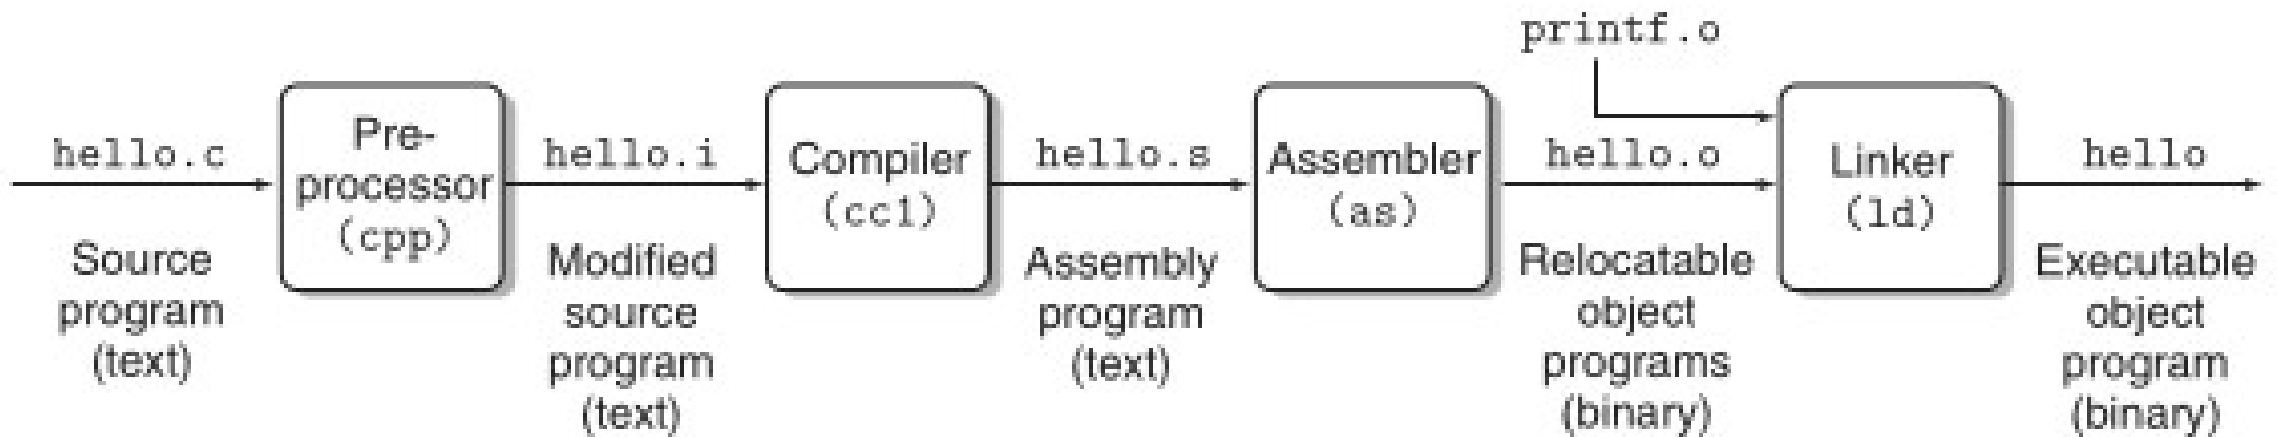 printf.o
hello.c
Pre-
processor
(cpp)
hello.i
Compiler
(cc1)
hello.s
Assembler
(as)
hello.o
Linker
(ld)
hello
Source
program
(text)
Modified
source
program
(text)
Assembly
program
(text)
Relocatable
object
programs
(binary)
Executable
object
program
(binary)